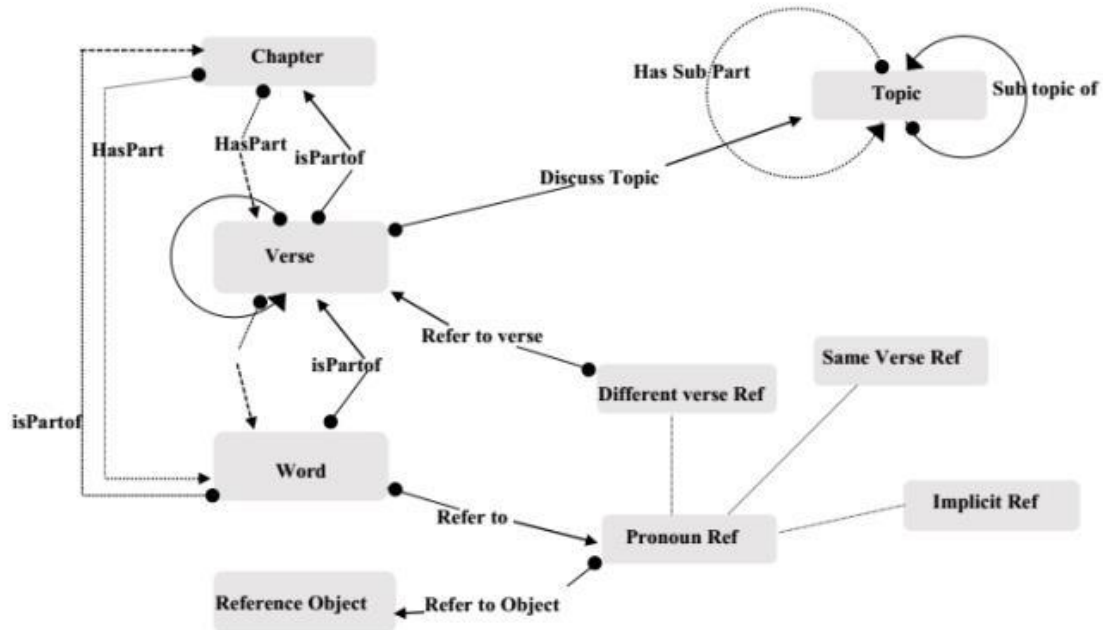 Chapter
Has Sub Part
Topic
Sub topic of
HasPart
HasPart
isPartof
Discuss Topic
Verse
Refer to verse
Same Verse Ref
isPartof
Different verse Ref
isPartof
Word
Implicit Ref
Refer to
Pronoun Ref
Reference Object
Refer to Object